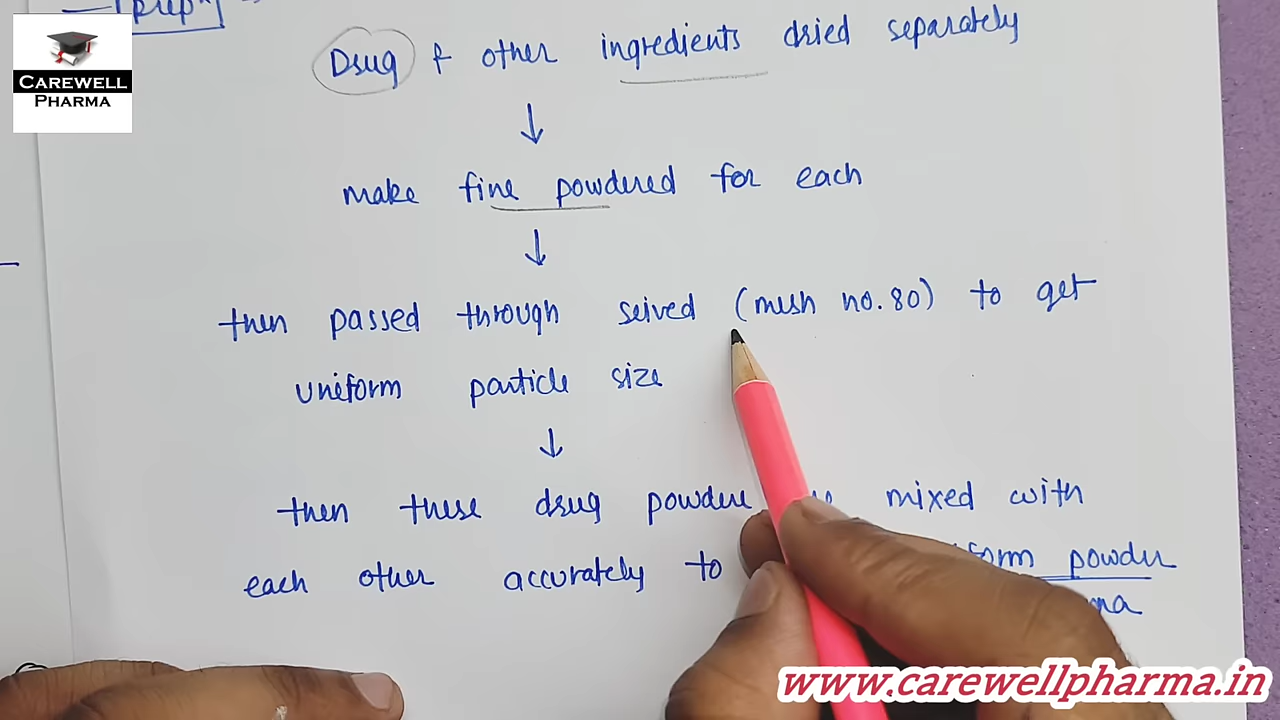 CAREWELL
PHARMA
Drug & other ingredients dried separately
↓
make fine powdered for each
↓
then passed through seived (mesh no. 80) to get
uniform particle size
↓
then these drug powder mixed with
each other accurately to powder
www.carewellpharma.in